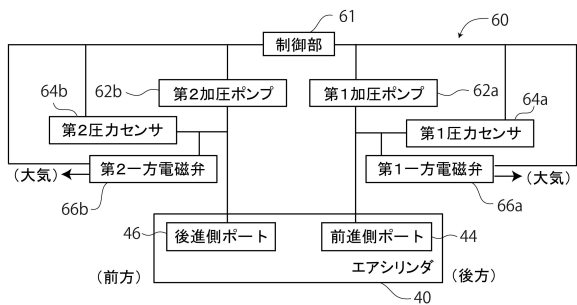 61
60
制御部
64b
62b
第2加圧ポンプ
第1加圧ポンプ
62a
64a
第2圧力センサ
第1圧力センサ
(大気)
第2一方電磁弁
第1一方電磁弁
(大気)
66b
66a
46
後進側ポート
前進側ポート
44
エアシリンダ
(前方)
(後方)
40